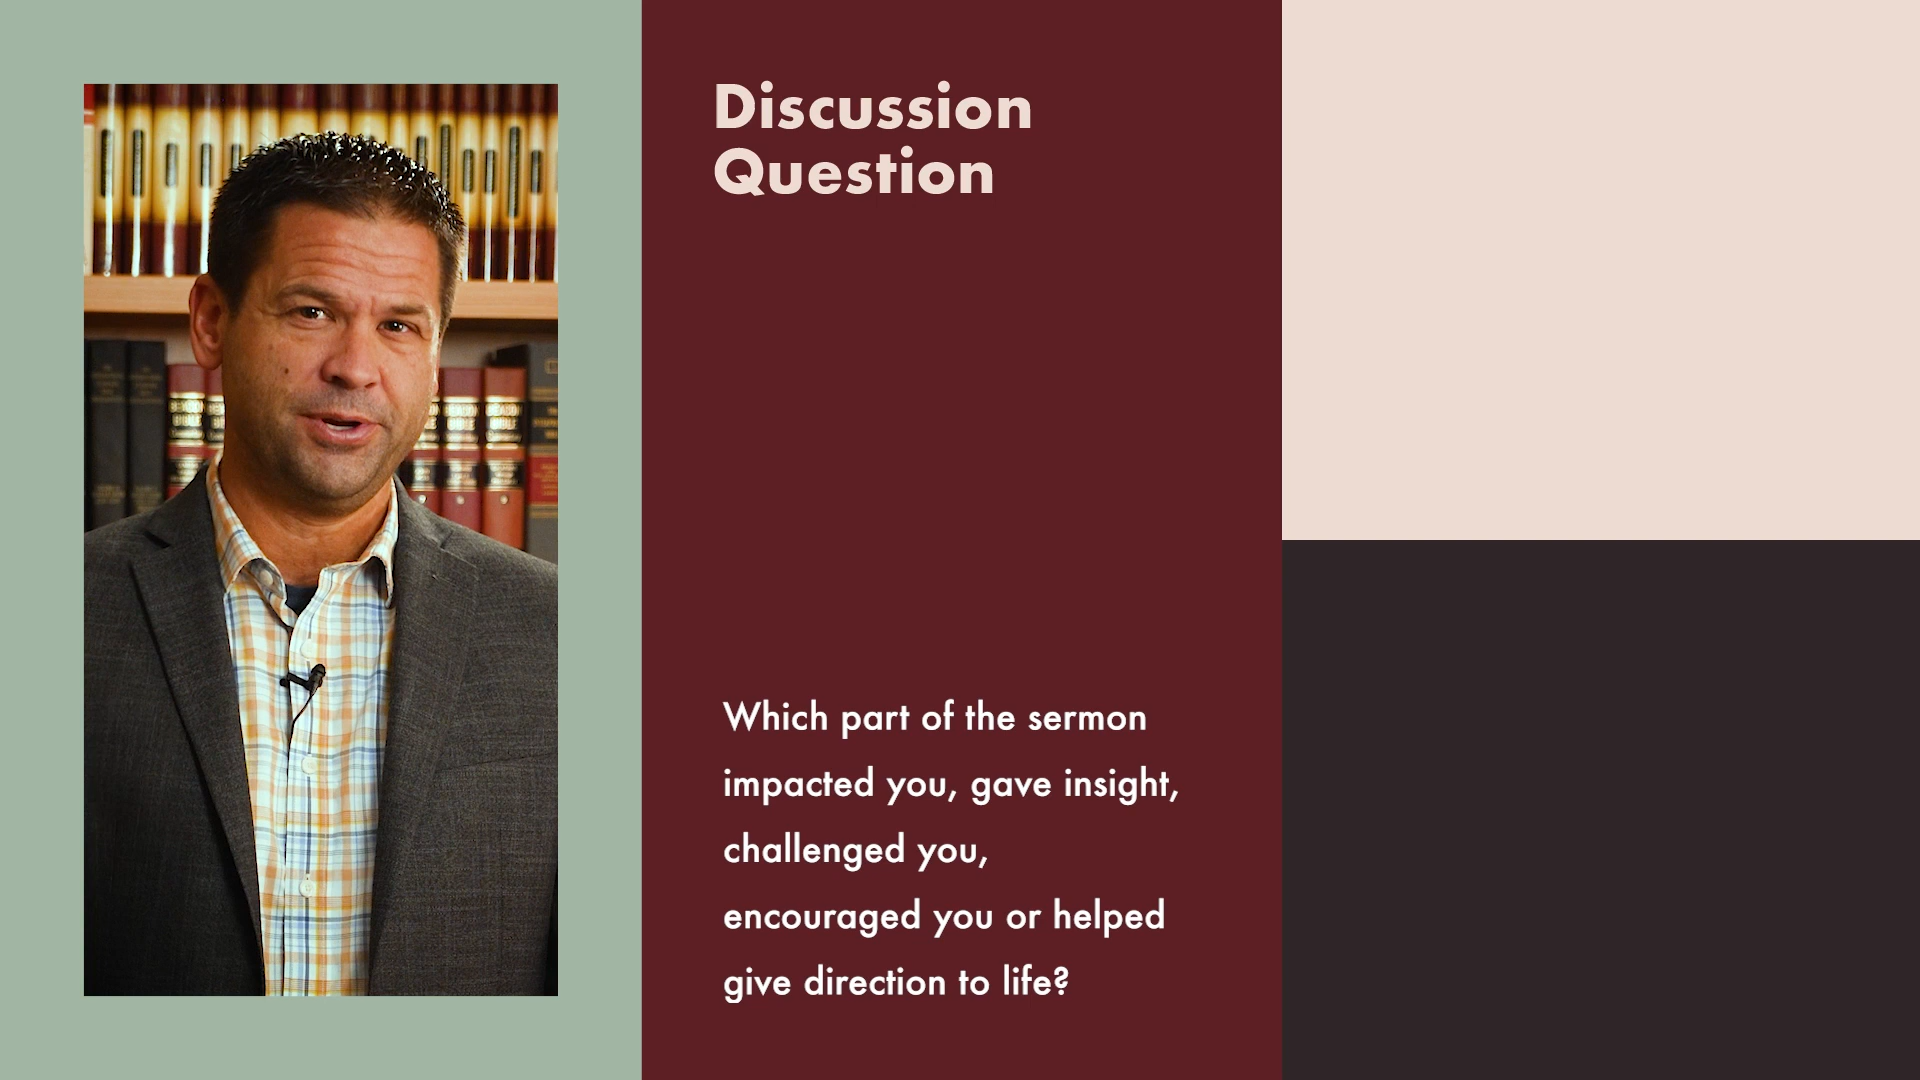 Discussion
Question
Which part of the sermon
impacted you, gave insight,
challenged you,
encouraged you or helped
give direction to life?